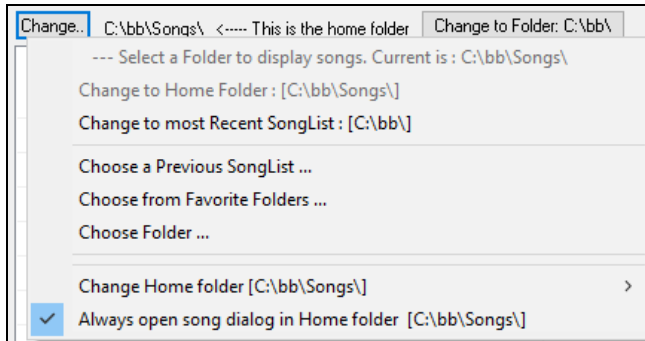 Change.. C:\bb\Songs\ <----- This is the home folder Change to Folder: C:\bb\
--- Select a Folder to display songs. Current is : C:\bb\Songs\
Change to Home Folder : [C:\bb\Songs\]
Change to most Recent SongList : [C:\bb\]
Choose a Previous SongList ...
Choose from Favorite Folders ...
Choose Folder ...
Change Home folder [C:\bb\Songs\]
Always open song dialog in Home folder [C:\bb\Songs\]